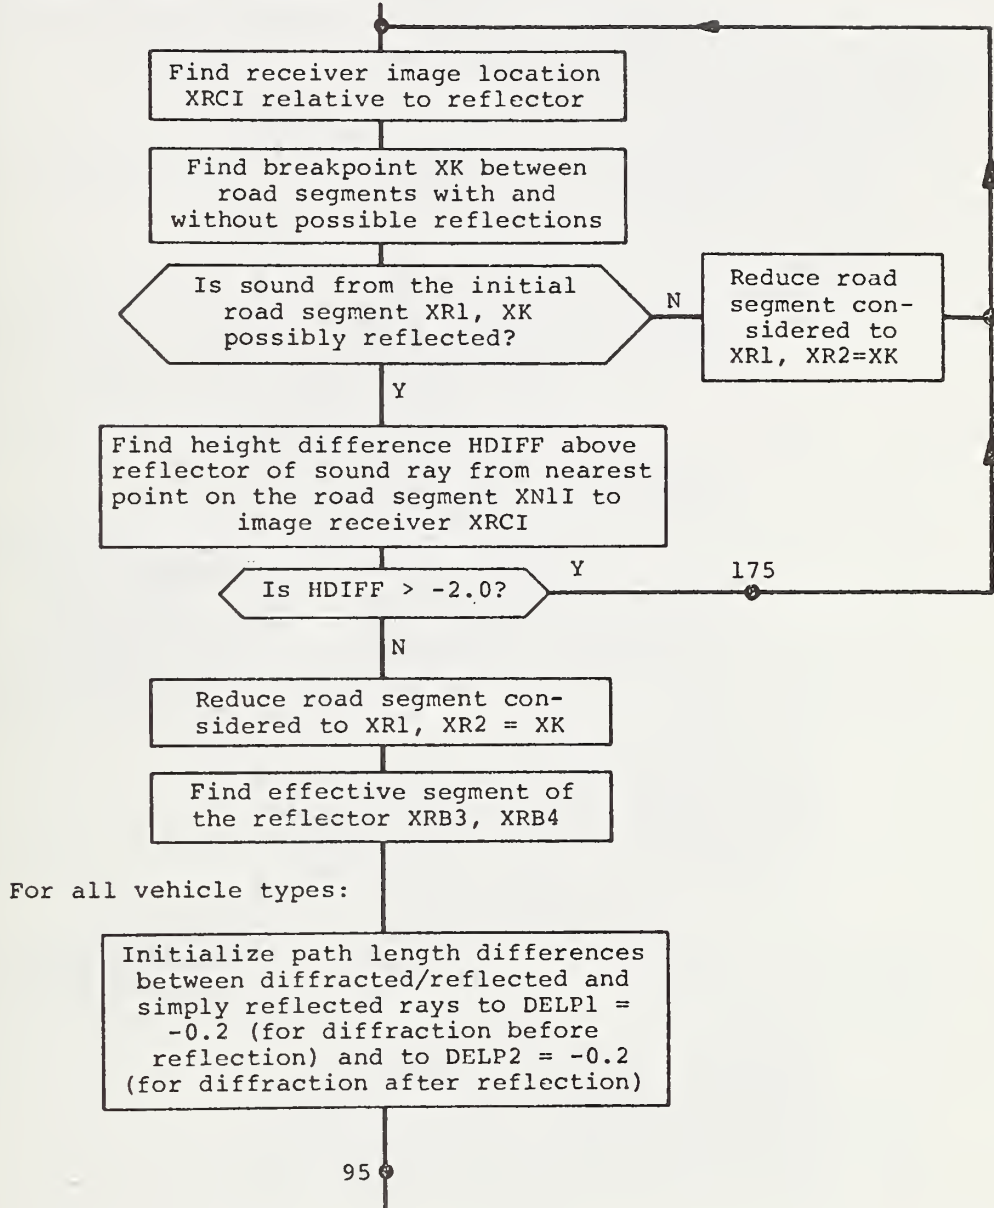 Find receiver image location
XRCI relative to reflector
Find breakpoint XK between
road segments with and
without possible reflections
Is sound from the initial
road segment XR1, XK
possibly reflected?
N
Reduce road
segment con-
sidered to
XR1, XR2=XK
Y
Find height difference HDIFF above
reflector of sound ray from nearest
point on the road segment XN1I to
image receiver XRCI
Is HDIFF > -2.0?
Y
175
N
Reduce road segment con-
sidered to XR1, XR2 = XK
Find effective segment of
the reflector XRB3, XRB4
For all vehicle types:
Initialize path length differences
between diffracted/reflected and
simply reflected rays to DELP1 =
-0.2 (for diffraction before
reflection) and to DELP2 = -0.2
(for diffraction after reflection)
95